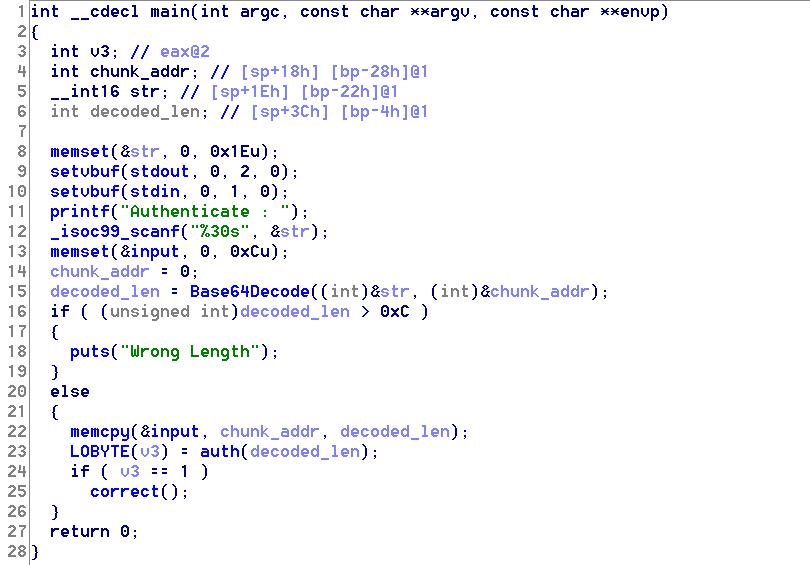 1 int __cdecl main(int argc, const char **argv, const char **envp)
2 {
3 int v3; // eax@2
4 int chunk_addr; // [sp+18h] [bp-28h]@1
5 __int16 str; // [sp+1Eh] [bp-22h]@1
6 int decoded_len; // [sp+3Ch] [bp-4h]@1
7
8 memset(&str, 0, 0x1Eu);
9 setvbuf(stdout, 0, 2, 0);
10 setvbuf(stdin, 0, 1, 0);
11 printf("Authenticate : ");
12 _isoc99_scanf("%30s", &str);
13 memset(&input, 0, 0xCu);
14 chunk_addr = 0;
15 decoded_len = Base64Decode((int)&str, (int)&chunk_addr);
16 if ( (unsigned int)decoded_len > 0xC )
17 {
18 puts("Wrong Length");
19 }
20 else
21 {
22 memcpy(&input, chunk_addr, decoded_len);
23 LOBYTE(v3) = auth(decoded_len);
24 if ( v3 == 1 )
25 correct();
26 }
27 return 0;
28 }